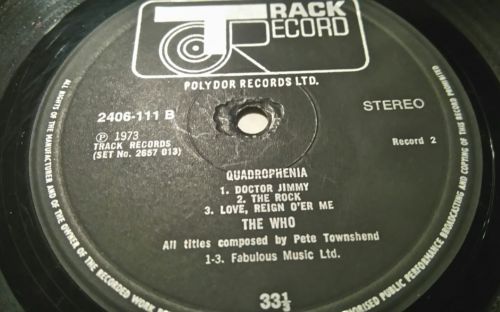 TRACK
RECORD
POLYDOR RECORDS LTD.
2406-111 B
STEREO
Ⓟ 1973
TRACK RECORDS
(SET No. 2657 013)
Record 2
QUADROPHENIA
1. DOCTOR JIMMY
2. THE ROCK
3. LOVE, REIGN O'ER ME
THE WHO
All titles composed by Pete Townshend
1-3. Fabulous Music Ltd.
33⅓
ALL RIGHTS OF THE MANUFACTURER AND OF THE OWNER OF THE RECORDED WORK
PUBLIC PERFORMANCE BROADCASTING AND COPYING OF THIS RECORD PROHIBITED